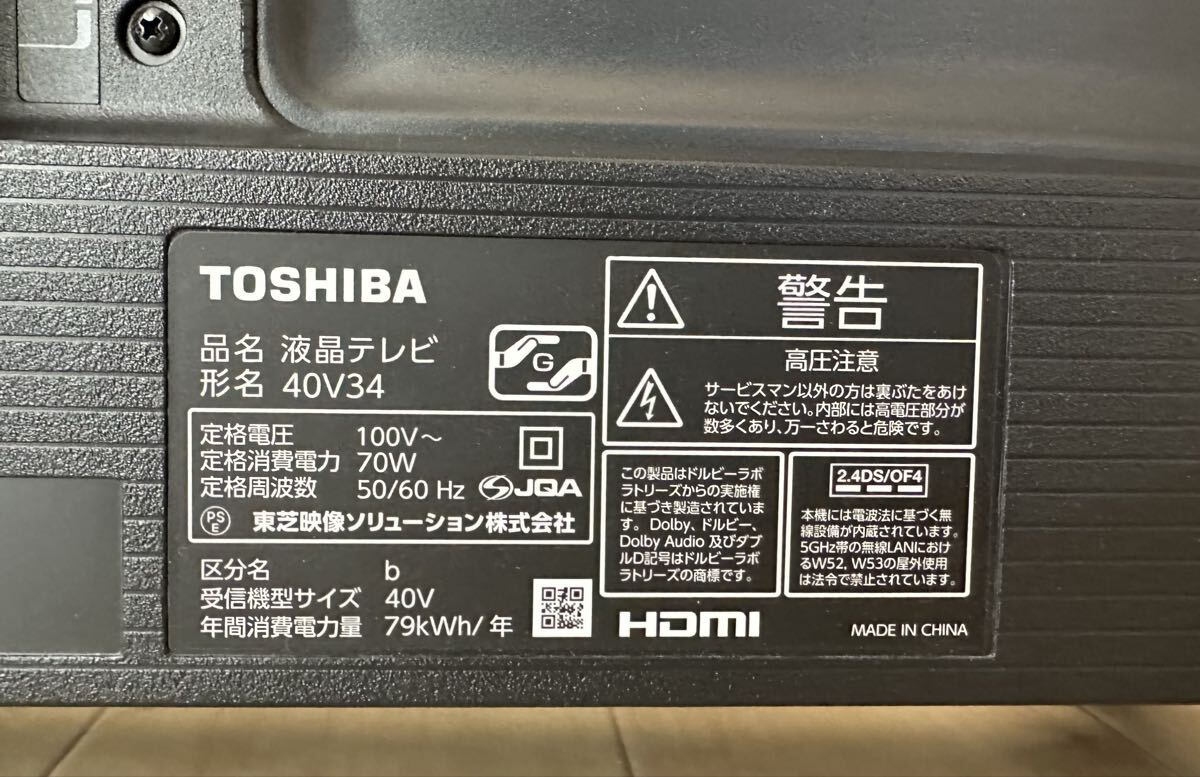 TOSHIBA
品名 液晶テレビ
形名 40V34
G
定格電圧 100V～
定格消費電力 70W
定格周波数 50/60 Hz
JQA
PS
E
東芝映像ソリューション株式会社
区分名 b
受信機型サイズ 40V
年間消費電力量 79kWh/年
警告
高圧注意
サービスマン以外の方は裏ぶたをあけ
ないでください。内部には高電圧部分が
数多くあり、万一さわると危険です。
この製品はドルビーラボ
ラトリーズからの実施権
に基づき製造されていま
す。Dolby、ドルビー、
Dolby Audio 及びダブ
ルD記号はドルビーラボ
ラトリーズの商標です。
2.4DS/OF4
本機には電波法に基づく無
線設備が内蔵されています。
5GHz帯の無線LANにおけ
るW52, W53の屋外使用
は法令で禁止されています。
HDMI
MADE IN CHINA